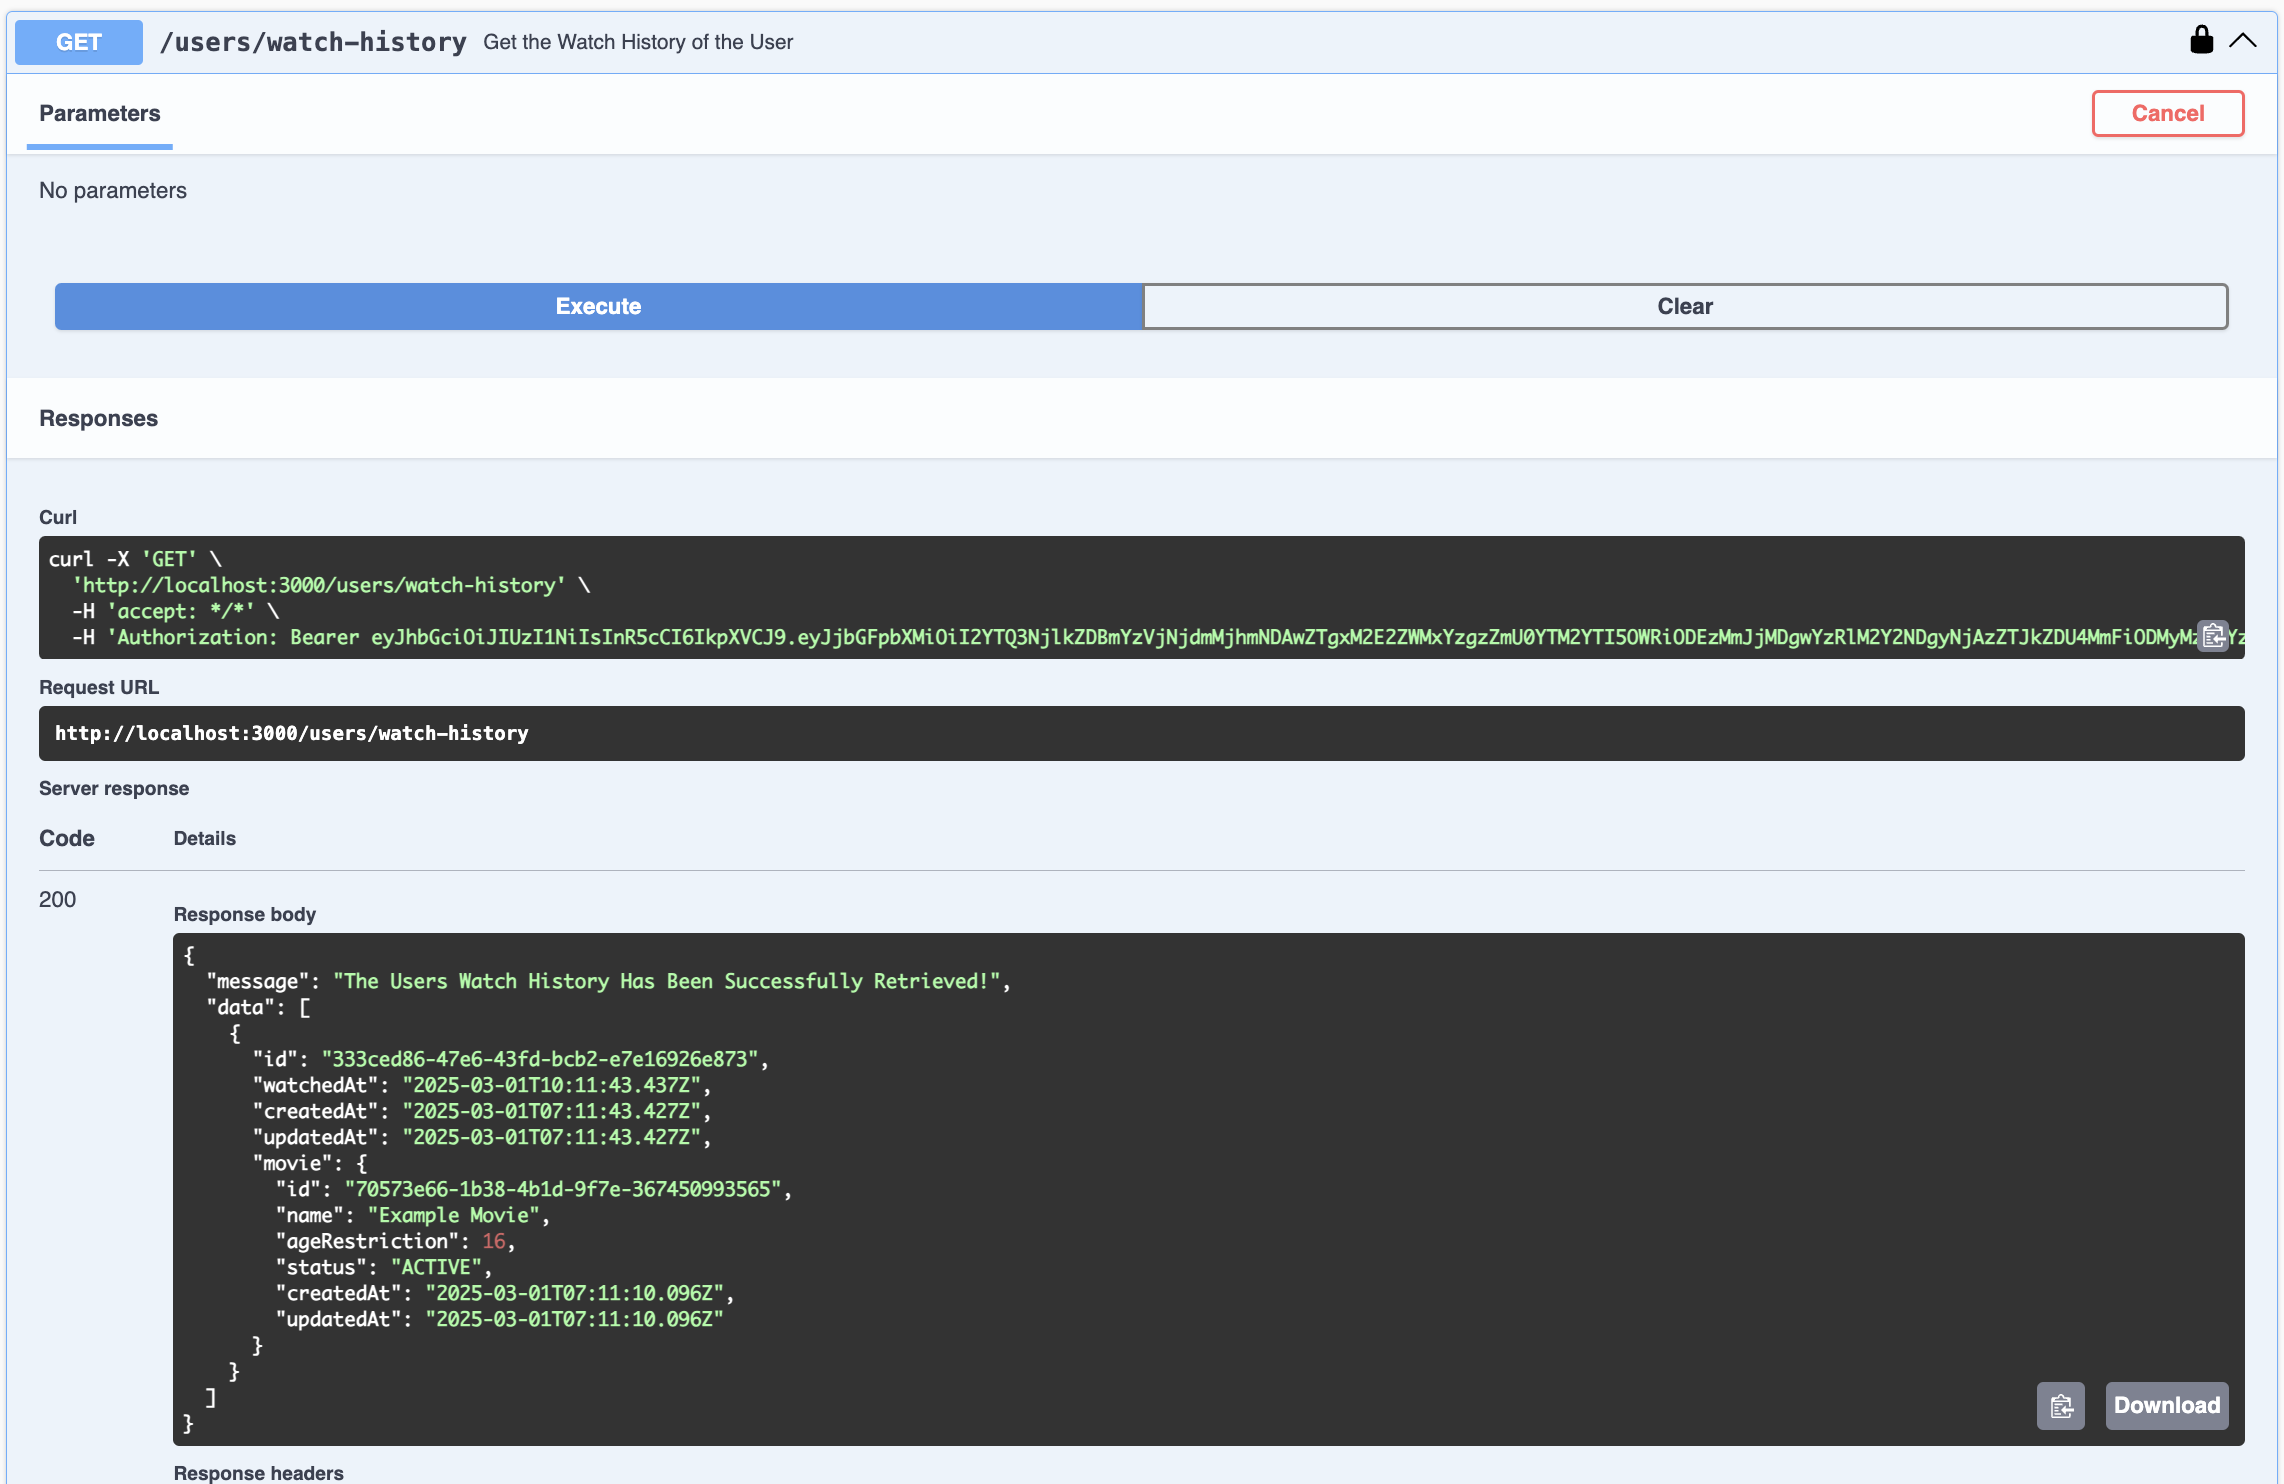 GET /users/watch-history Get the Watch History of the User
Parameters
Cancel
No parameters
Execute
Clear
Responses
Curl
curl -X 'GET' \
'http://localhost:3000/users/watch-history' \
-H 'accept: */*' \
-H 'Authorization: Bearer eyJhbGciOiJIUzI1NiIsInR5cCI6IkpXVCJ9.eyJjbGFpbXMiOiI2YTQ3NjlkZDBmYzVjNjdmMjhmNDAwZTgxM2E2ZWMxYzgzZmU0YTM2YTI5OWRiODEzMmJjMDgwYzRlM2Y2NDgyNjAzZTJkZDU4MmFiODMyMz
Request URL
http://localhost:3000/users/watch-history
Server response
Code Details
200
Response body
{
"message": "The Users Watch History Has Been Successfully Retrieved!",
"data": [
{
"id": "333ced86-47e6-43fd-bcb2-e7e16926e873",
"watchedAt": "2025-03-01T10:11:43.437Z",
"createdAt": "2025-03-01T07:11:43.427Z",
"updatedAt": "2025-03-01T07:11:43.427Z",
"movie": {
"id": "70573e66-1b38-4b1d-9f7e-367450993565",
"name": "Example Movie",
"ageRestriction": 16,
"status": "ACTIVE",
"createdAt": "2025-03-01T07:11:10.096Z",
"updatedAt": "2025-03-01T07:11:10.096Z"
}
}
]
}
Download
Response headers